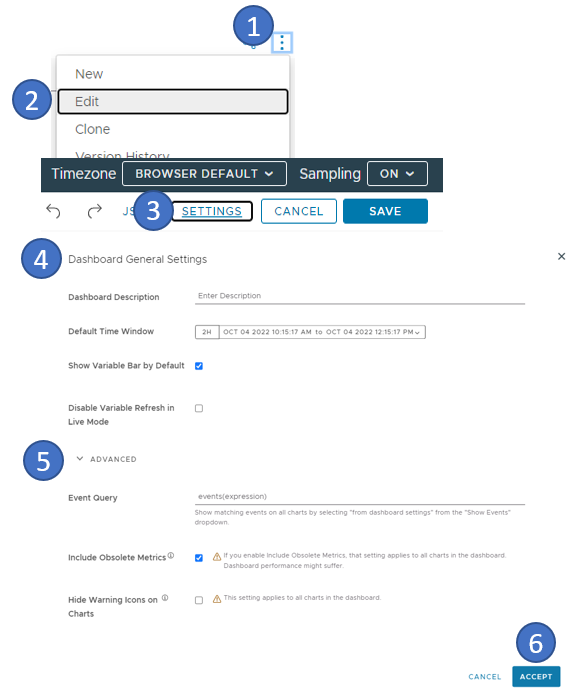 1
New
2
Edit
Clone
Version History
Timezone BROWSER DEFAULT Sampling ON
3 SETTINGS CANCEL SAVE
4 Dashboard General Settings
Dashboard Description Enter Description
Default Time Window 2H OCT 04 2022 10:15:17 AM to OCT 04 2022 12:15:17 PM
Show Variable Bar by Default
Disable Variable Refresh in
Live Mode
5 ADVANCED
Event Query events(expression)
Show matching events on all charts by selecting "from dashboard settings" from the "Show Events"
dropdown.
Include Obsolete Metrics If you enable Include Obsolete Metrics, that setting applies to all charts in the dashboard.
Dashboard performance might suffer.
Hide Warning Icons on This setting applies to all charts in the dashboard.
Charts
6
CANCEL ACCEPT